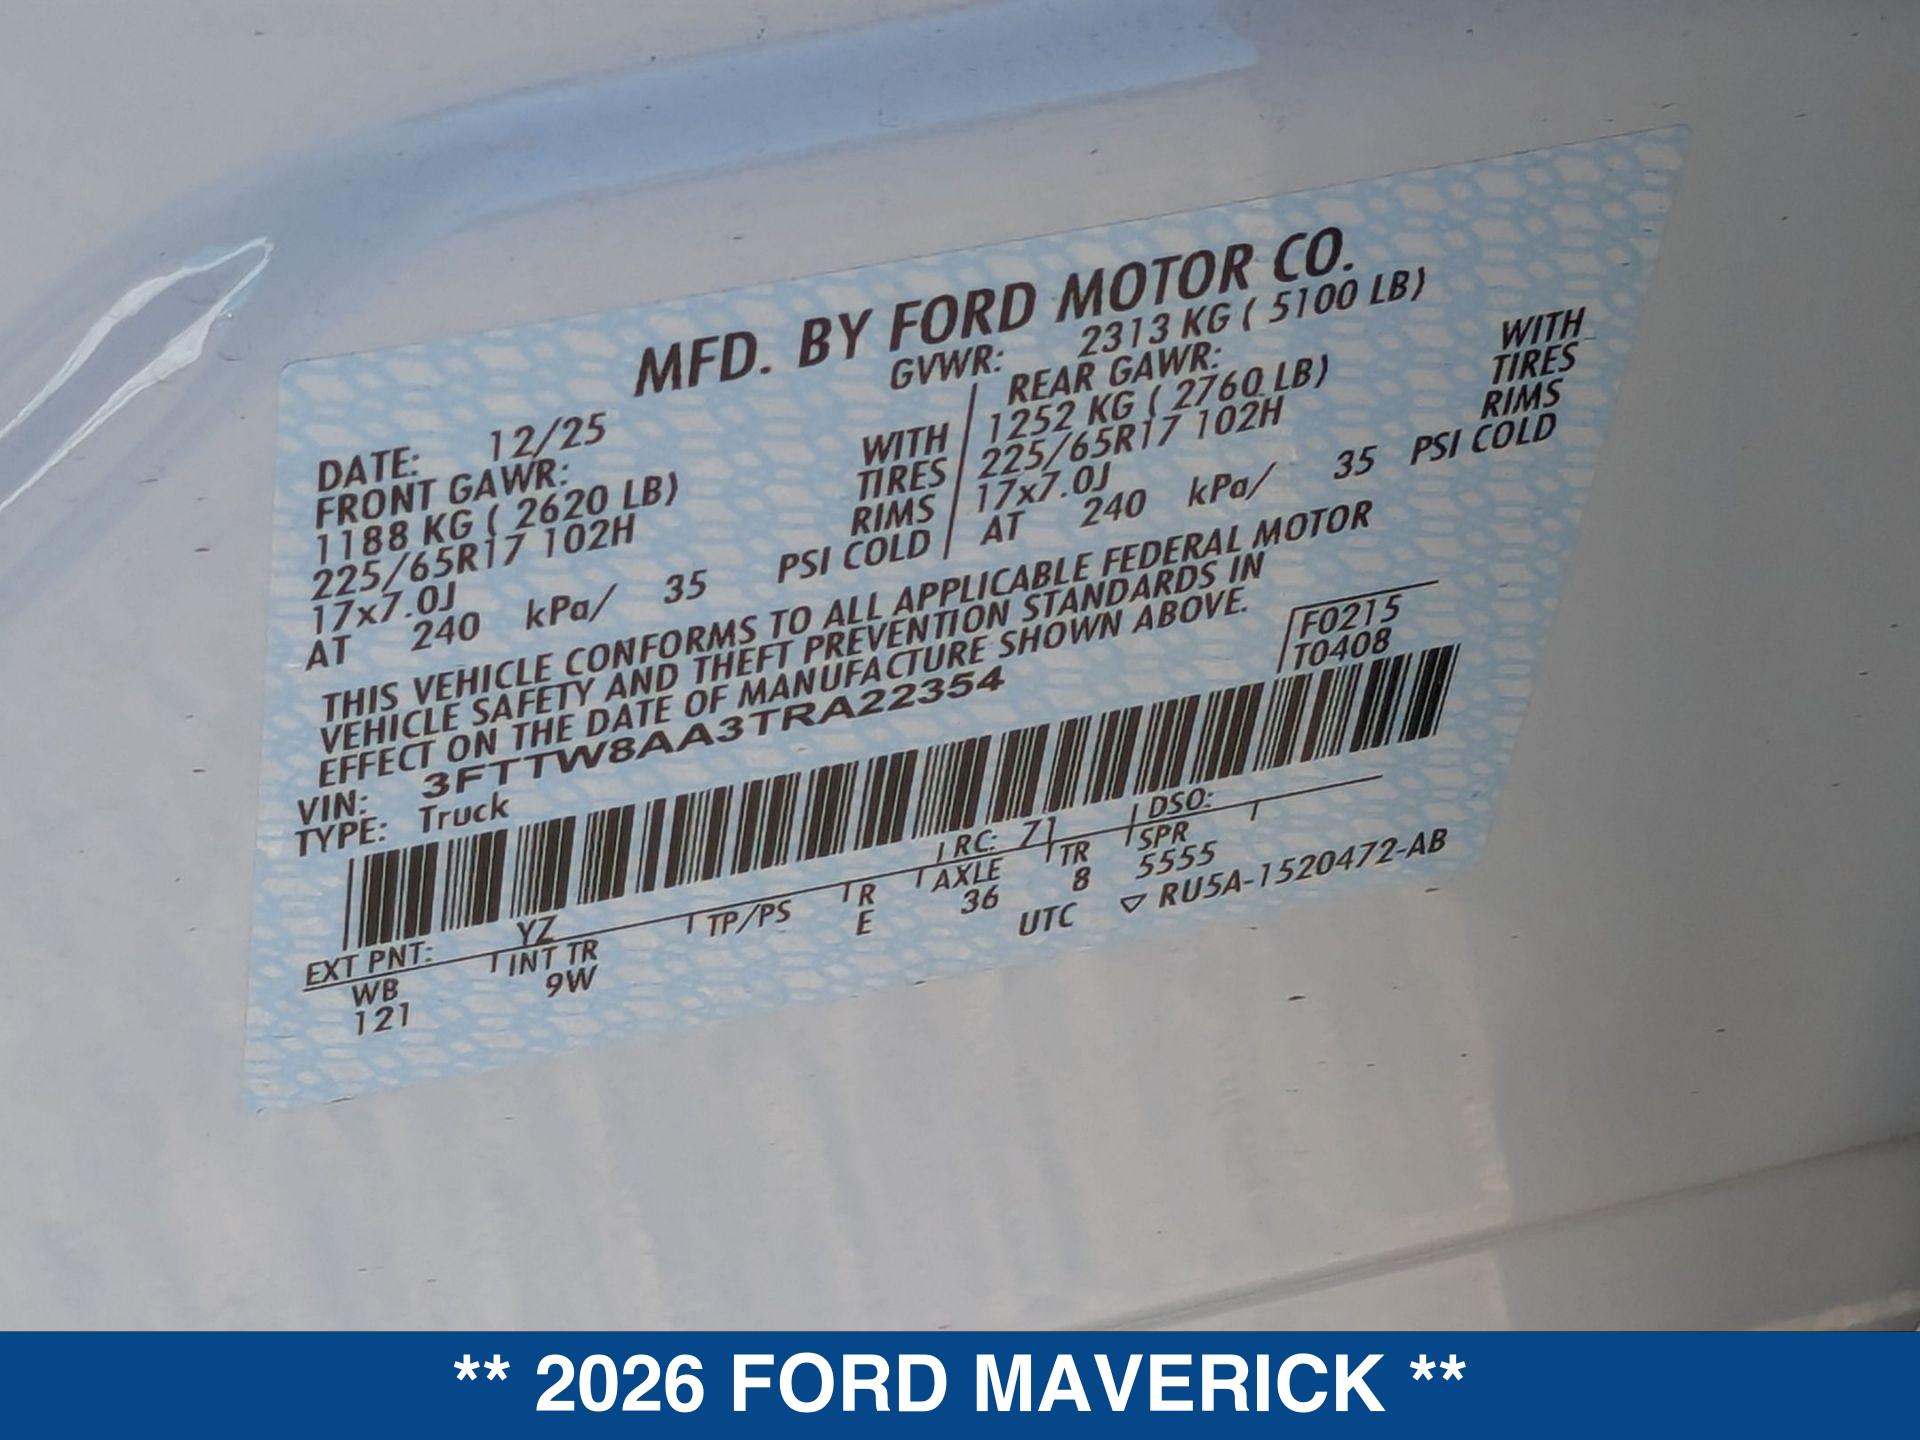 MFD. BY FORD MOTOR CO.
DATE: 12/25 GVWR: 2313 KG ( 5100 LB)
FRONT GAWR: REAR GAWR:
1188 KG ( 2620 LB) WITH 1252 KG ( 2760 LB) WITH
225/65R17 102H TIRES 225/65R17 102H TIRES
17x7.0J RIMS 17x7.0J RIMS
AT 240 kPa/ 35 PSI COLD AT 240 kPa/ 35 PSI COLD
THIS VEHICLE CONFORMS TO ALL APPLICABLE FEDERAL MOTOR
VEHICLE SAFETY AND THEFT PREVENTION STANDARDS IN
EFFECT ON THE DATE OF MANUFACTURE SHOWN ABOVE.
VIN: 3FTTW8AA3TRA22354 F0215
TYPE: Truck T0408
EXT PNT: YZ RC: 71 DSO:
WB INT TR TP/PS R AXLE TR SPR
121 9W E 36 8 5555
UTC ▽ RU5A-1520472-AB
** 2026 FORD MAVERICK **